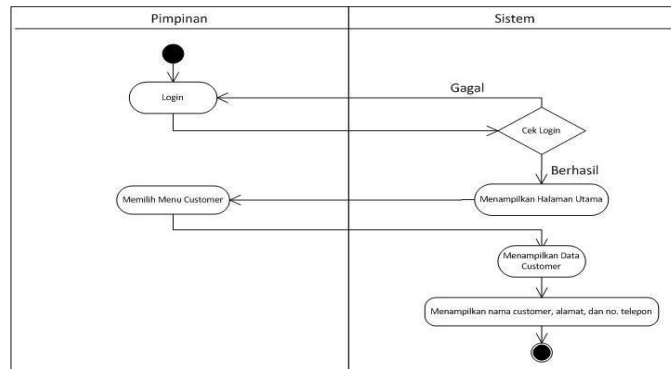 Pimpinan
Sistem
Gagal
Login
Cek Login
Berhasil
Memilih Menu Customer
Menampilkan Halaman Utama
Menampilkan Data
Customer
Menampilkan nama customer, alamat, dan no. telepon